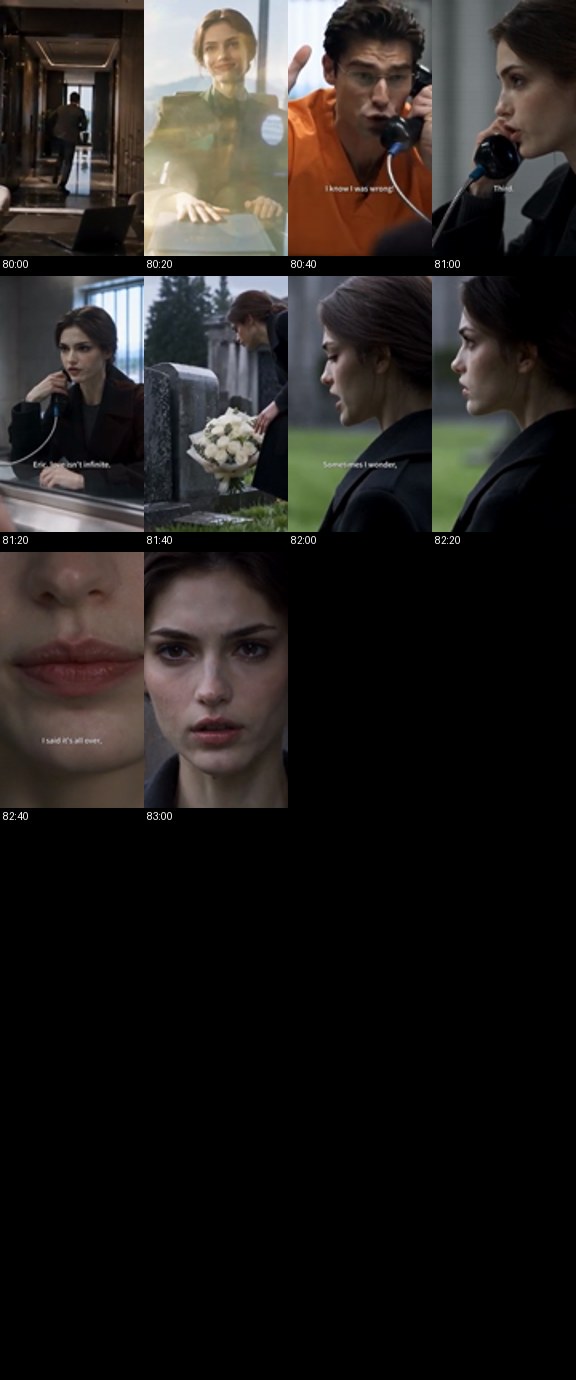 80:00
80:20
80:40
81:00
I know I was wrong!
Third.
81:20
81:40
82:00
82:20
Eric, love isn't infinite.
Sometimes I wonder,
82:40
83:00
I said it's all over,